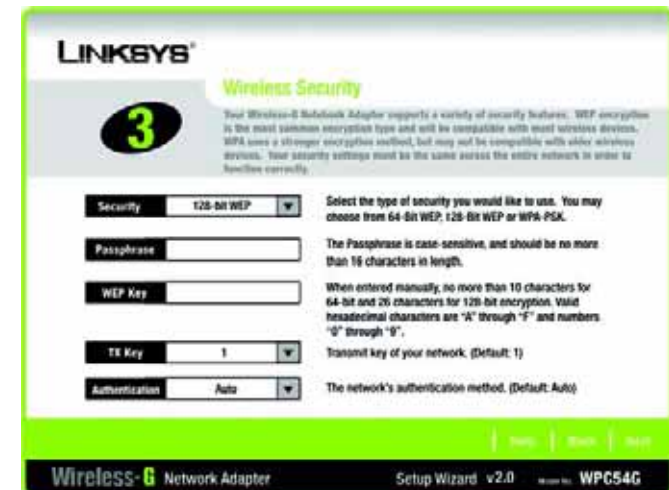 LINKSYS®
Wireless Security
3
Your Wireless-G Notebook Adapter supports a variety of security features. WEP encryption
is the most common encryption type and will be compatible with most wireless devices.
WPA uses a stronger encryption method, but may not be compatible with older wireless
devices. Your security settings must be the same across the entire network in order to
function correctly.
Security 128-Bit WEP Select the type of security you would like to use. You may
choose from 64-Bit WEP, 128-Bit WEP or WPA-PSK.
Passphrase The Passphrase is case-sensitive, and should be no more
than 16 characters in length.
WEP Key When entered manually, no more than 10 characters for
64-bit and 26 characters for 128-bit encryption. Valid
hexadecimal characters are "A" through "F" and numbers
"0" through "9".
TX Key 1 Transmit key of your network. (Default: 1)
Authentication Auto The network's authentication method. (Default: Auto)
Back
Wireless-G Network Adapter Setup Wizard v2.0 Model No. WPC54G